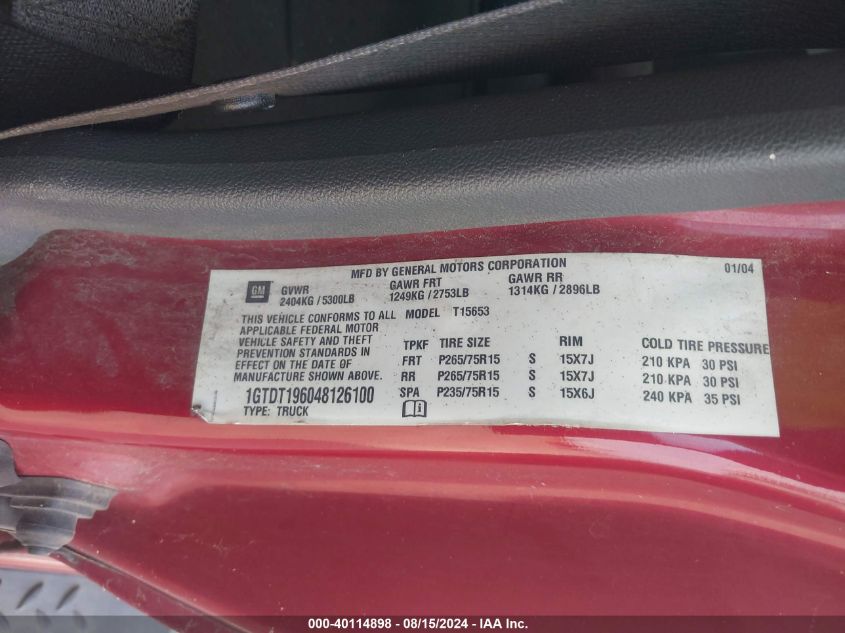 MFD BY GENERAL MOTORS CORPORATION 01/04
GM GVWR GAWR FRT GAWR RR
2404KG / 5300LB 1249KG / 2753LB 1314KG / 2896LB
THIS VEHICLE CONFORMS TO ALL MODEL T15653
APPLICABLE FEDERAL MOTOR
VEHICLE SAFETY AND THEFT TPKF TIRE SIZE RIM COLD TIRE PRESSURE
PREVENTION STANDARDS IN FRT P265/75R15 S 15X7J 210 KPA 30 PSI
EFFECT ON THE DATE OF RR P265/75R15 S 15X7J 210 KPA 30 PSI
MANUFACTURE SHOWN ABOVE. SPA P235/75R15 S 15X6J 240 KPA 35 PSI
1GTDT196048126100
TYPE: TRUCK
000-40114898 - 08/15/2024 - IAA Inc.